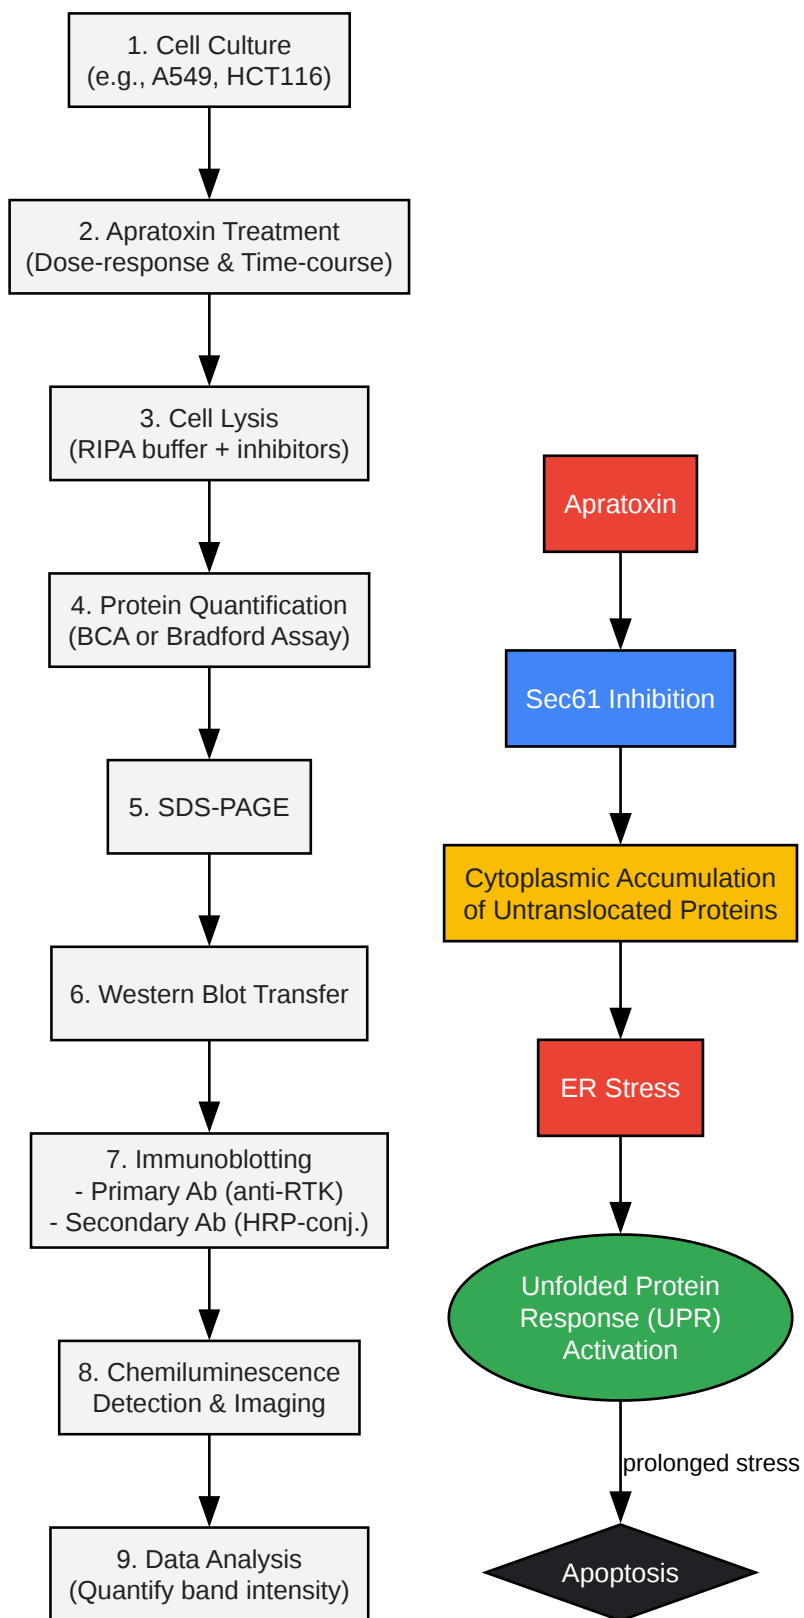 1. Cell Culture
(e.g., A549, HCT116)
2. Apratoxin Treatment
(Dose-response & Time-course)
3. Cell Lysis
(RIPA buffer + inhibitors)
4. Protein Quantification
(BCA or Bradford Assay)
5. SDS-PAGE
6. Western Blot Transfer
7. Immunoblotting
- Primary Ab (anti-RTK)
- Secondary Ab (HRP-conj.)
8. Chemiluminescence
Detection & Imaging
9. Data Analysis
(Quantify band intensity)
Apratoxin
Sec61 Inhibition
Cytoplasmic Accumulation
of Untranslocated Proteins
ER Stress
Unfolded Protein
Response (UPR)
Activation
prolonged stress
Apoptosis